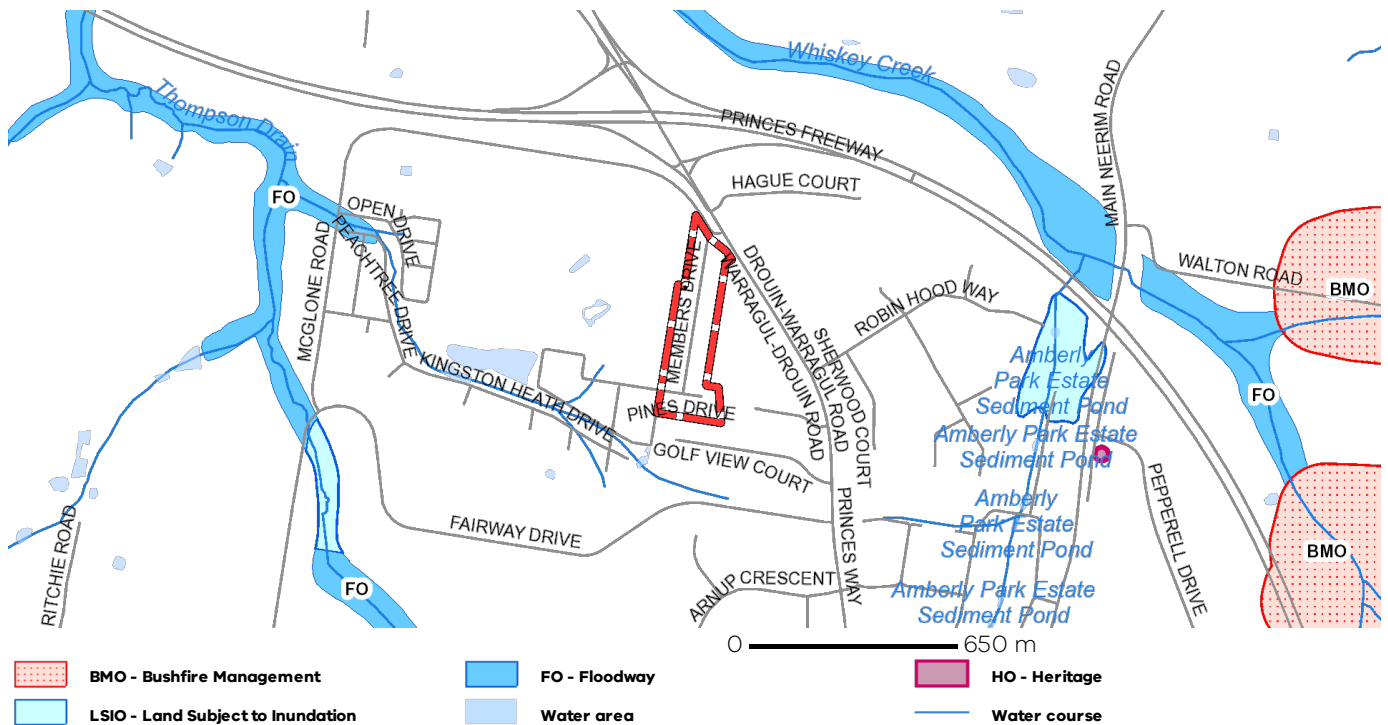 Whiskey Creek
Thompson Drain
PRINCES FREEWAY
MAIN NEERIM ROAD
HAGUE COURT
FO
OPEN DRIVE
PEACHTREE DRIVE
MCGLONE ROAD
MEMBERS DRIVE
DROUIN-WARRAGUL ROAD
WARRAGUL-DROUIN ROAD
WALTON ROAD
BMO
ROBIN HOOD WAY
SHERWOOD COURT
Amberly
Park Estate
Sediment Pond
KINGSTON HEATH DRIVE
PINES DRIVE
FO
Amberly Park Estate
Sediment Pond
GOLF VIEW COURT
PEPPERELL DRIVE
PRINCES WAY
Amberly
Park Estate
Sediment Pond
RITCHIE ROAD
FAIRWAY DRIVE
BMO
FO
ARNUP CRESCENT
Amberly Park Estate
Sediment Pond
0 650 m
BMO - Bushfire Management
FO - Floodway
HO - Heritage
LSIO - Land Subject to Inundation
Water area
Water course